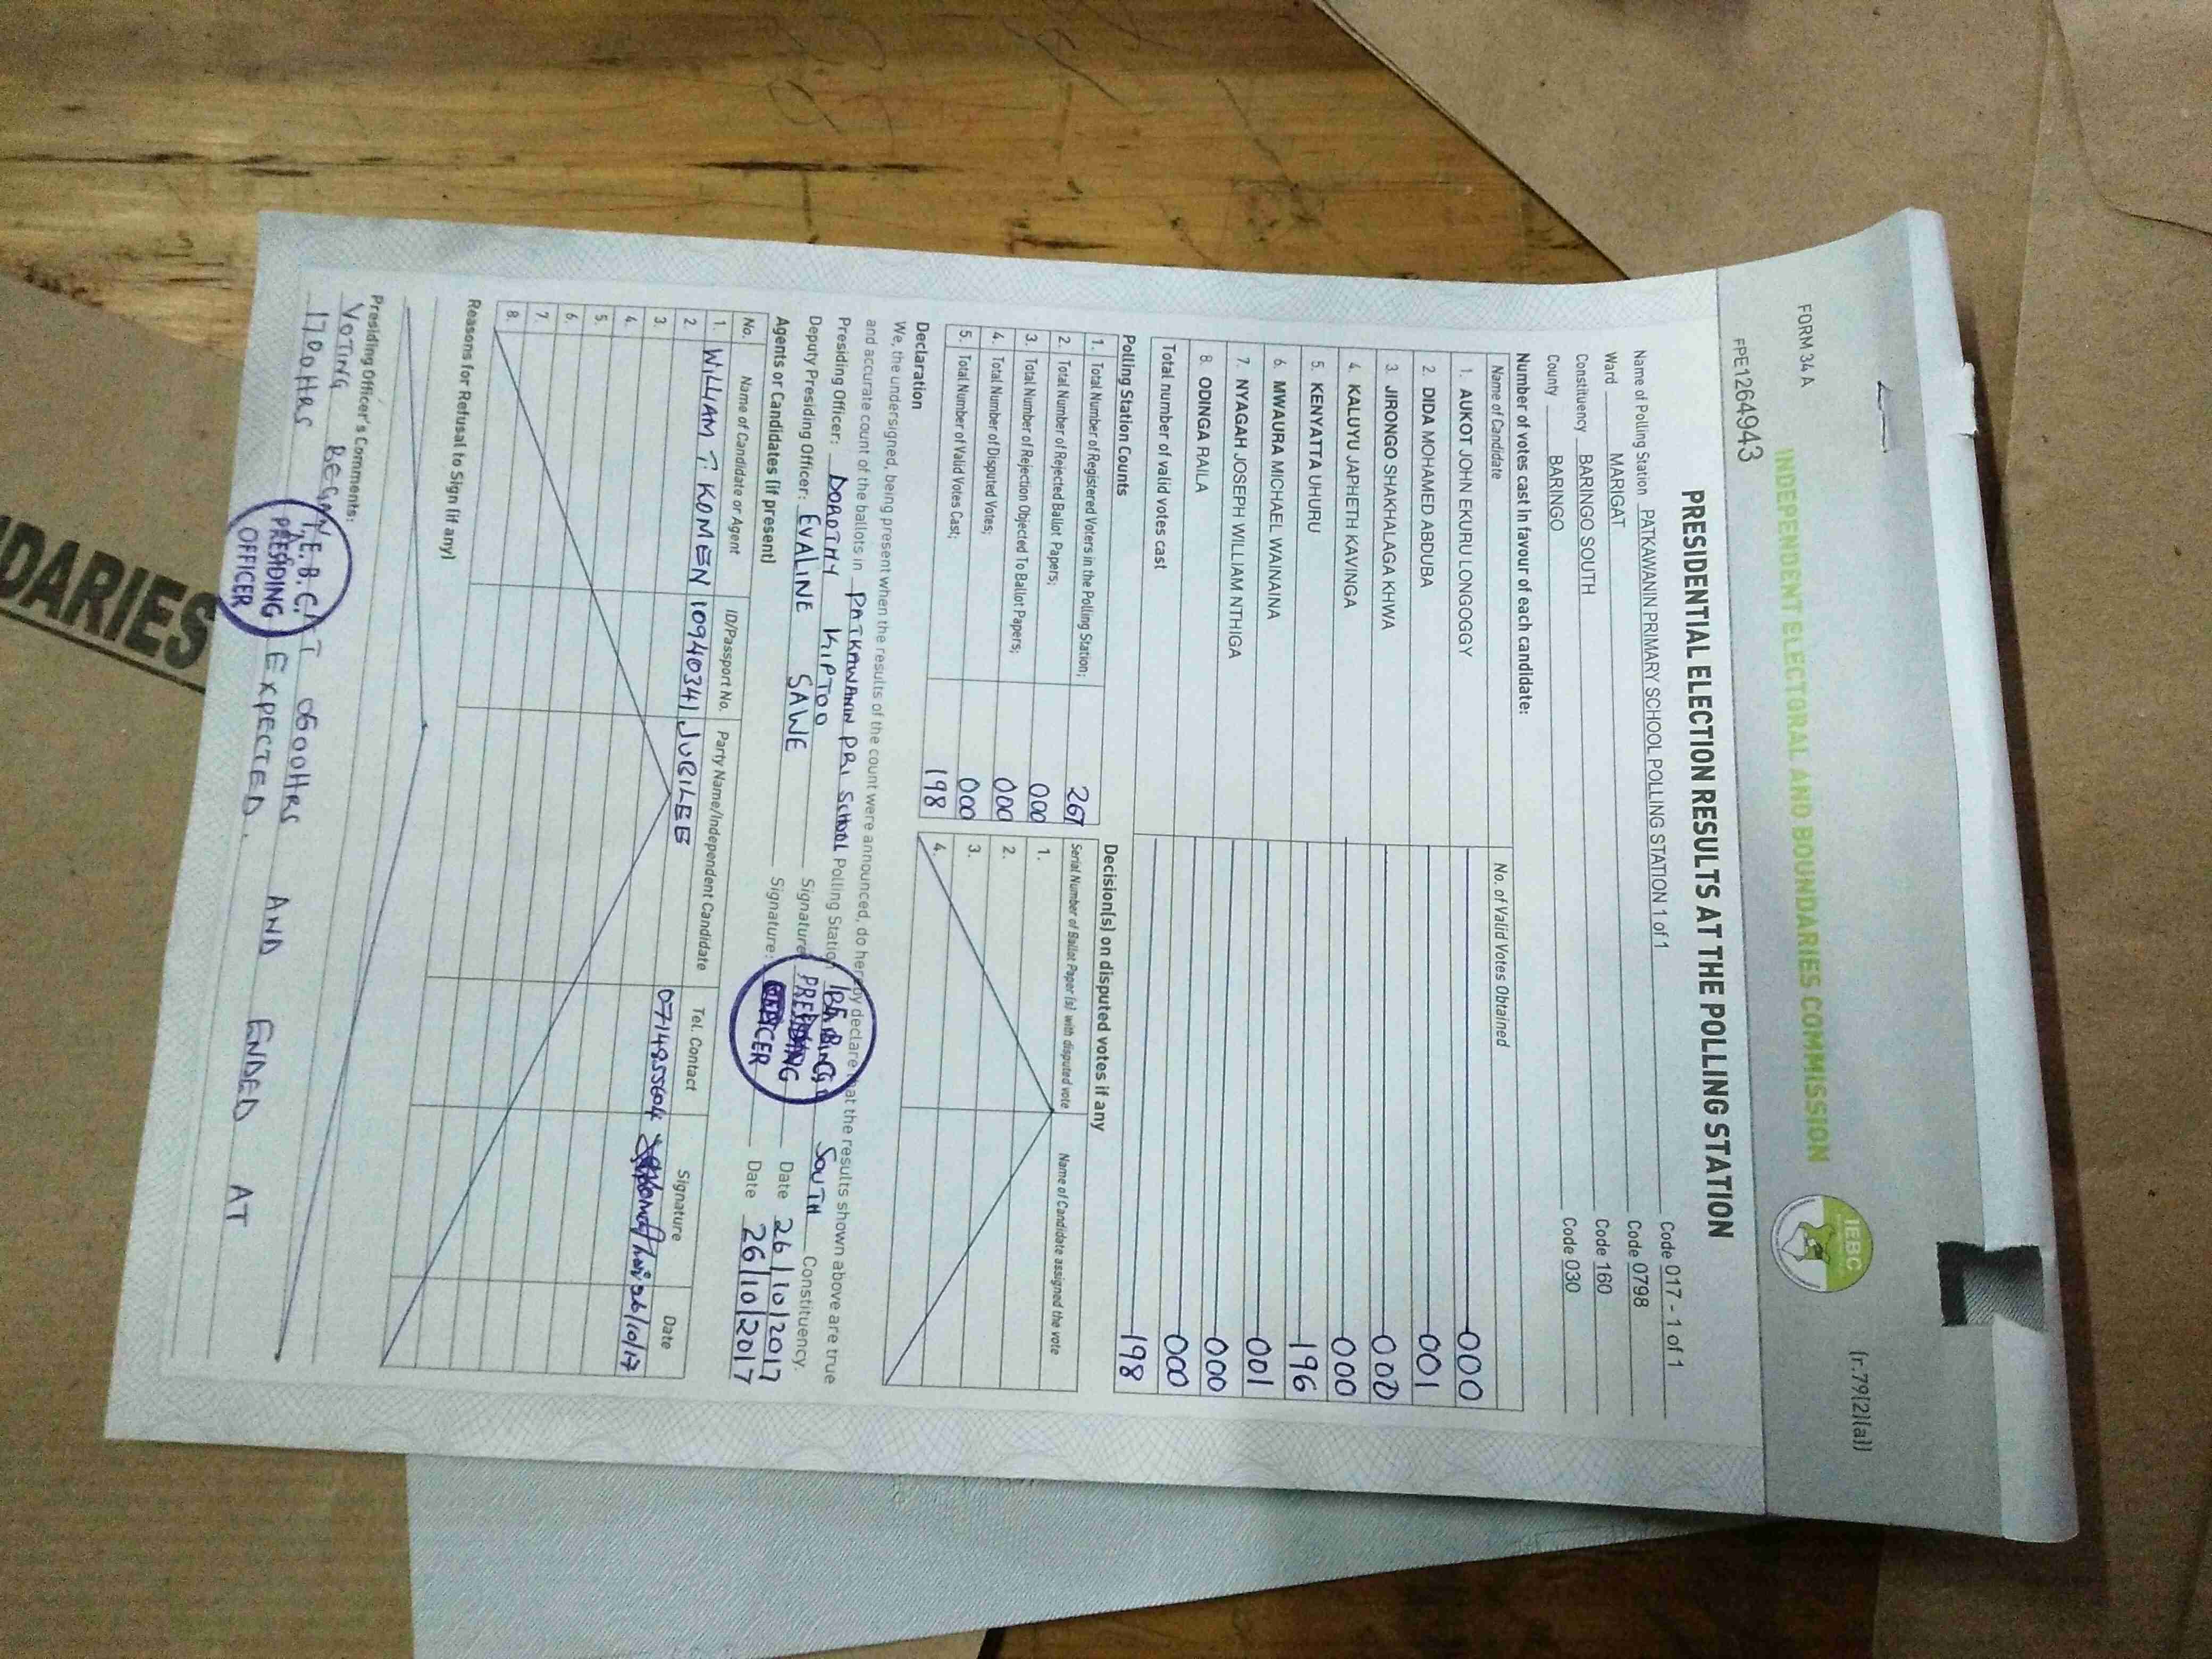 FORM 34 A
(r.79(2)(a))
INDEPENDENT ELECTORAL AND BOUNDARIES COMMISSION
IEBC
FPE1264943
PRESIDENTIAL ELECTION RESULTS AT THE POLLING STATION
Name of Polling Station PATKAWANIN PRIMARY SCHOOL POLLING STATION 1 of 1 Code 017 - 1 of 1
Ward MARIGAT Code 0798
Constituency BARINGO SOUTH Code 160
County BARINGO Code 030
Number of votes cast in favour of each candidate:
Name of Candidate No. of Valid Votes Obtained
1. AUKOT JOHN EKURU LONGOGGY 000
2. DIDA MOHAMED ABDUBA 001
3. JIRONGO SHAKHALAGA KHWA 000
4. KALUYU JAPHETH KAVINGA 000
5. KENYATTA UHURU 196
6. MWAURA MICHAEL WAINAINA 001
7. NYAGAH JOSEPH WILLIAM NTHIGA 000
8. ODINGA RAILA 000
Total number of valid votes cast 198
Polling Station Counts
1. Total Number of Registered Voters in the Polling Station; 267
2. Total Number of Rejected Ballot Papers; 000
3. Total Number of Rejection Objected To Ballot Papers; 000
4. Total Number of Disputed Votes; 000
5. Total Number of Valid Votes Cast; 198
Decision(s) on disputed votes if any
Serial Number of Ballot Paper (s) with disputed vote Name of Candidate assigned the vote
1.
2.
3.
4.
Declaration
We, the undersigned, being present when the results of the count were announced, do hereby declare that the results shown above are true
and accurate count of the ballots in PATKAWANIN PRI SCHOOL Polling Station BARINGO SOUTH Constituency.
Presiding Officer: DOROTHY KIPTOO Signature: Date 26/10/2017
Deputy Presiding Officer: EVALINE SAWE Signature: Date 26/10/2017
PRESIDING
OFFICER
Agents or Candidates (if present)
No. Name of Candidate or Agent ID/Passport No. Party Name/Independent Candidate Tel. Contact Signature Date
1. WILLIAM T. KOMEN 10940341 JUBILEE 0714955604 26/10/17
2.
3.
4.
5.
6.
7.
8.
Reasons for Refusal to Sign (if any)
Presiding Officer's Comments:
VOTING BEGAN AT 0600HRS AND ENDED AT
1700HRS EXPECTED.
I.E.B.C.
PRESIDING
OFFICER
DARIES